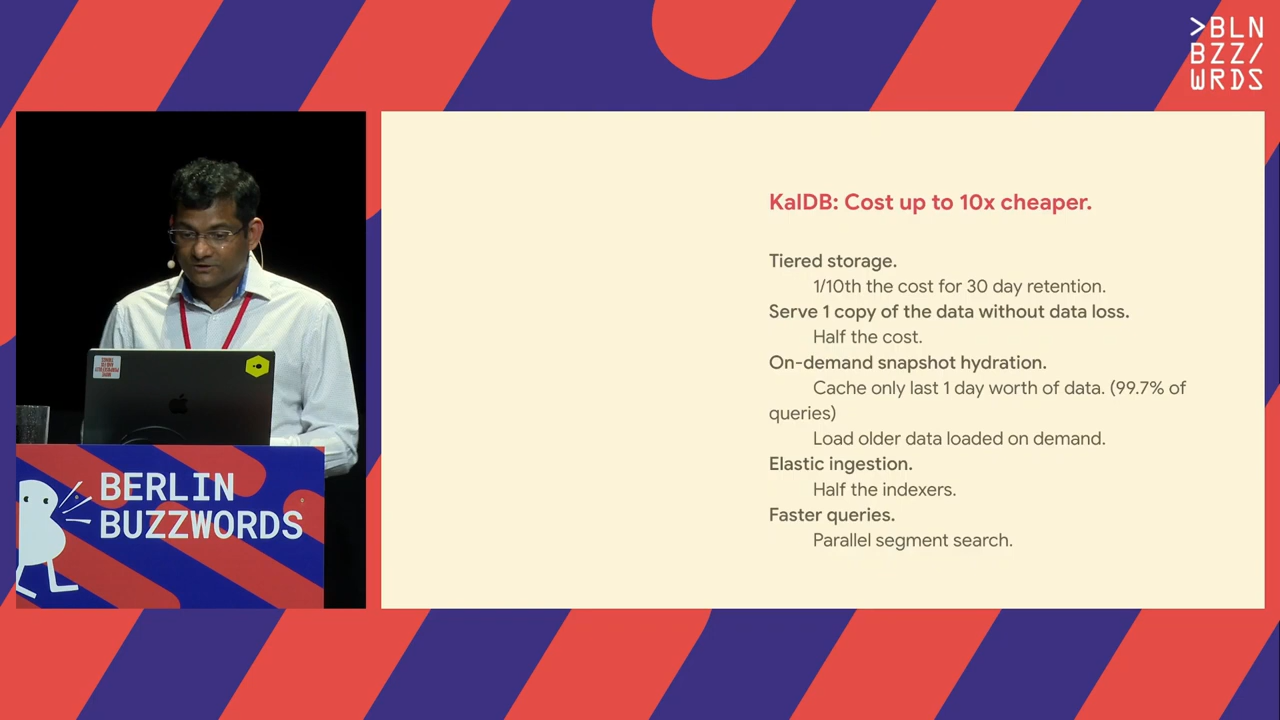 >BLN
BZZ/
WRDS
KalDB: Cost up to 10x cheaper.
Tiered storage.
1/10th the cost for 30 day retention.
Serve 1 copy of the data without data loss.
Half the cost.
On-demand snapshot hydration.
Cache only last 1 day worth of data. (99.7% of
queries)
Load older data loaded on demand.
Elastic ingestion.
Half the indexers.
Faster queries.
Parallel segment search.
BERLIN
BUZZWORDS